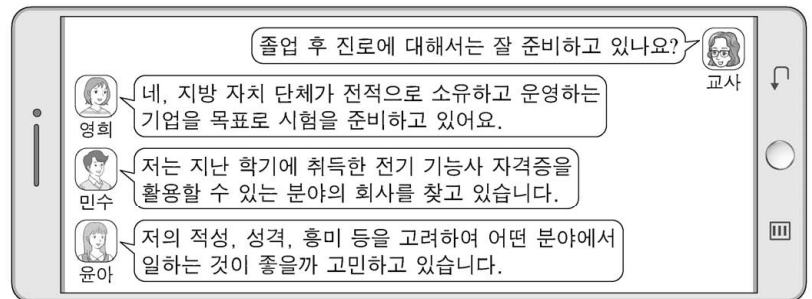 졸업 후 진로에 대해서는 잘 준비하고 있나요?
교사
네, 지방 자치 단체가 전적으로 소유하고 운영하는
기업을 목표로 시험을 준비하고 있어요.
영희
저는 지난 학기에 취득한 전기 기능사 자격증을
활용할 수 있는 분야의 회사를 찾고 있습니다.
민수
저의 적성, 성격, 흥미 등을 고려하여 어떤 분야에서
일하는 것이 좋을까 고민하고 있습니다.
윤아